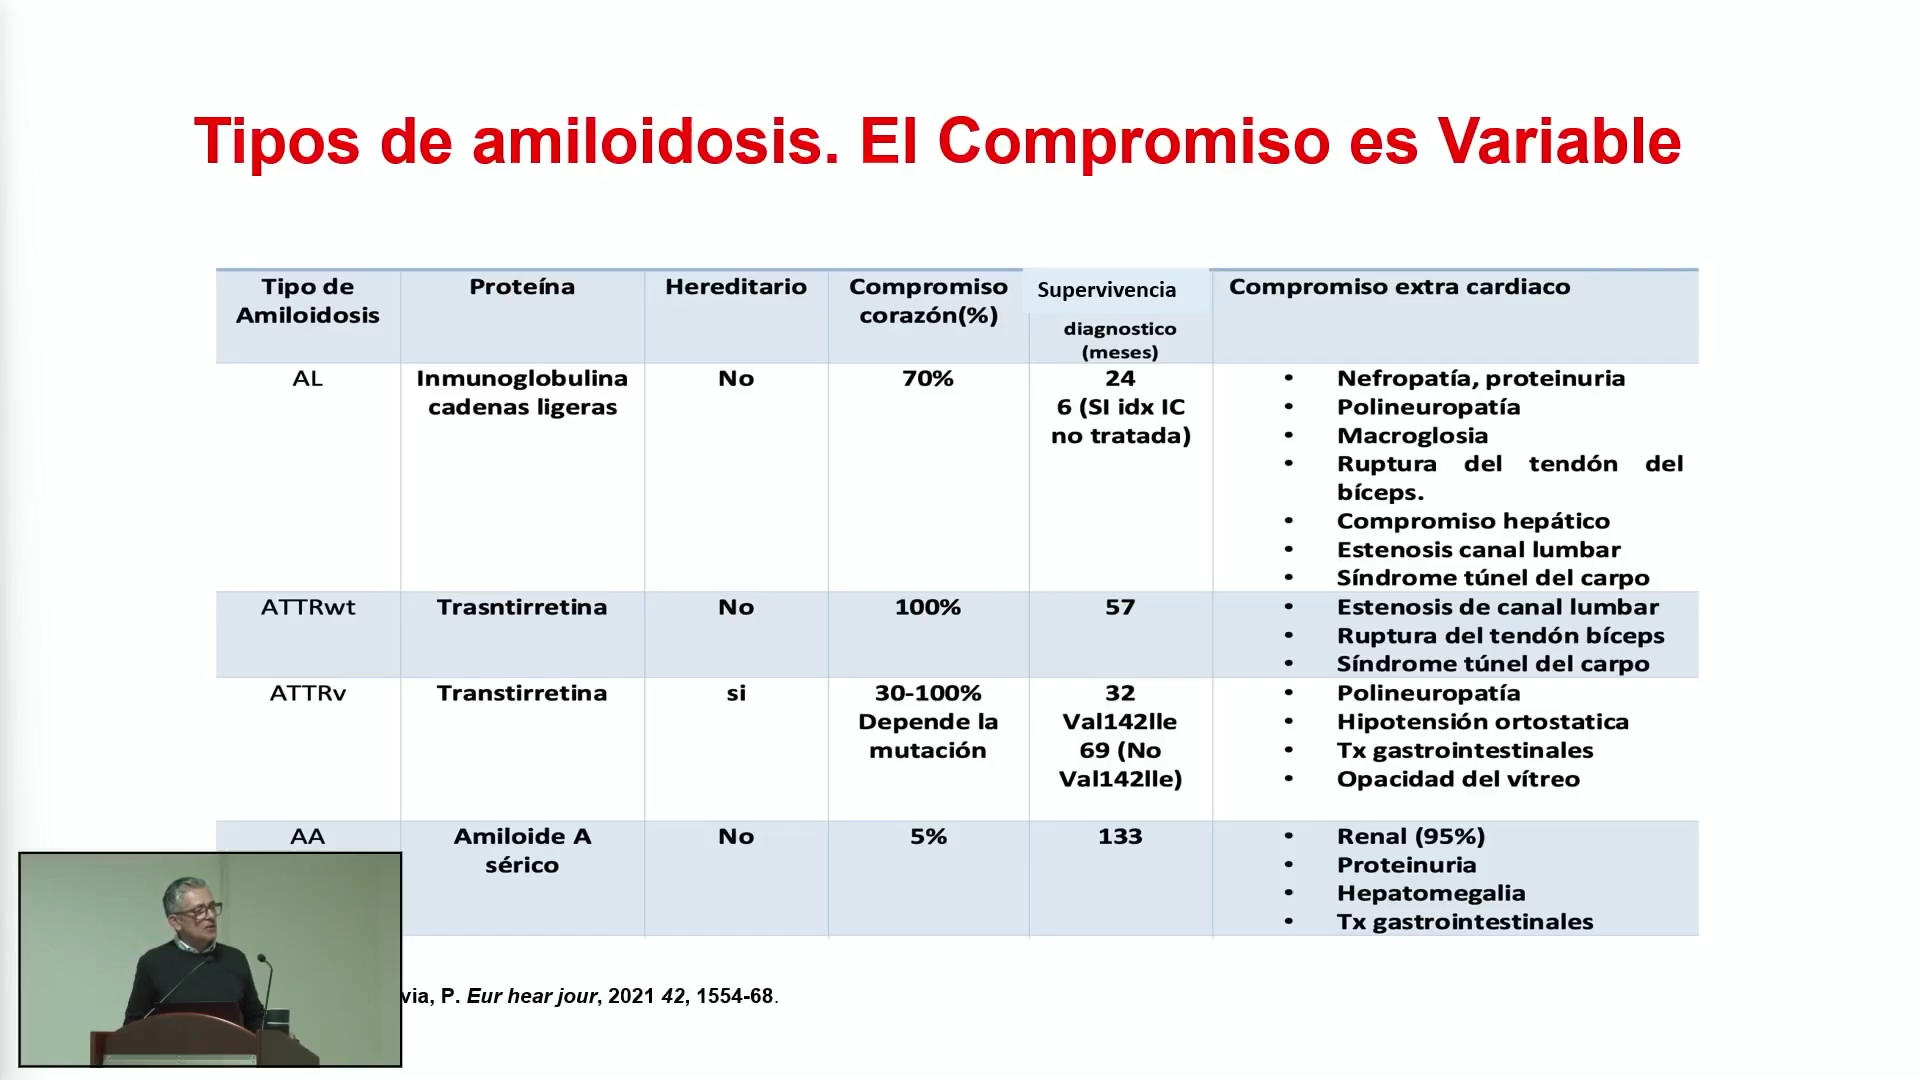 Tipos de amiloidosis. El Compromiso es Variable
Tipo de
Amiloidosis
Proteína
Hereditario
Compromiso
corazón(%)
Supervivencia
diagnostico
(meses)
Compromiso extra cardiaco
AL
Inmunoglobulina
cadenas ligeras
No
70%
24
6 (SI idx IC
no tratada)
• Nefropatía, proteinuria
• Polineuropatía
• Macroglosia
• Ruptura del tendón del
bíceps.
• Compromiso hepático
• Estenosis canal lumbar
• Síndrome túnel del carpo
ATTRwt
Trasntirretina
No
100%
57
• Estenosis de canal lumbar
• Ruptura del tendón bíceps
• Síndrome túnel del carpo
ATTRv
Transtirretina
si
30-100%
Depende la
mutación
32
Val142lle
69 (No
Val142lle)
• Polineuropatía
• Hipotensión ortostatica
• Tx gastrointestinales
• Opacidad del vítreo
AA
Amiloide A
sérico
No
5%
133
• Renal (95%)
• Proteinuria
• Hepatomegalia
• Tx gastrointestinales
via, P. Eur hear jour, 2021 42, 1554-68.